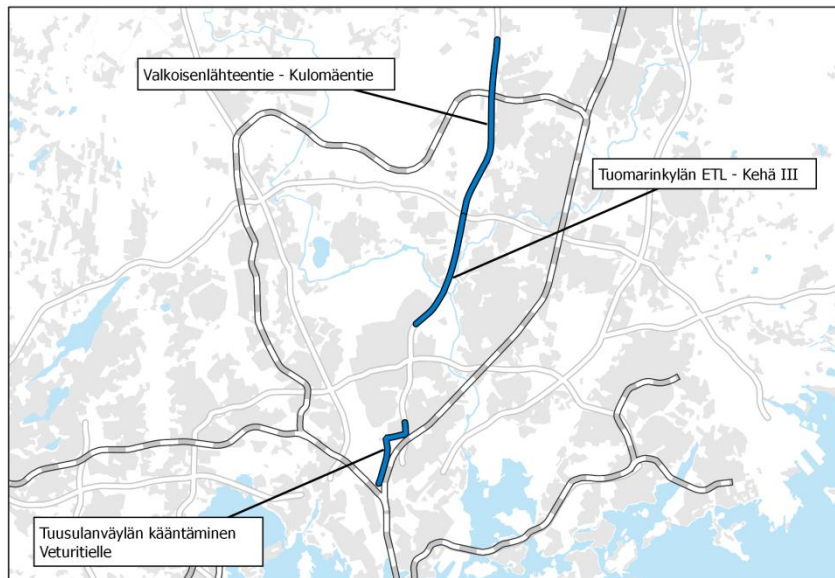 Valkoisenlähteentie - Kulomäentie
Tuomarinkylän ETL - Kehä III
Tuusulanväylän kääntäminen
Veturitielle